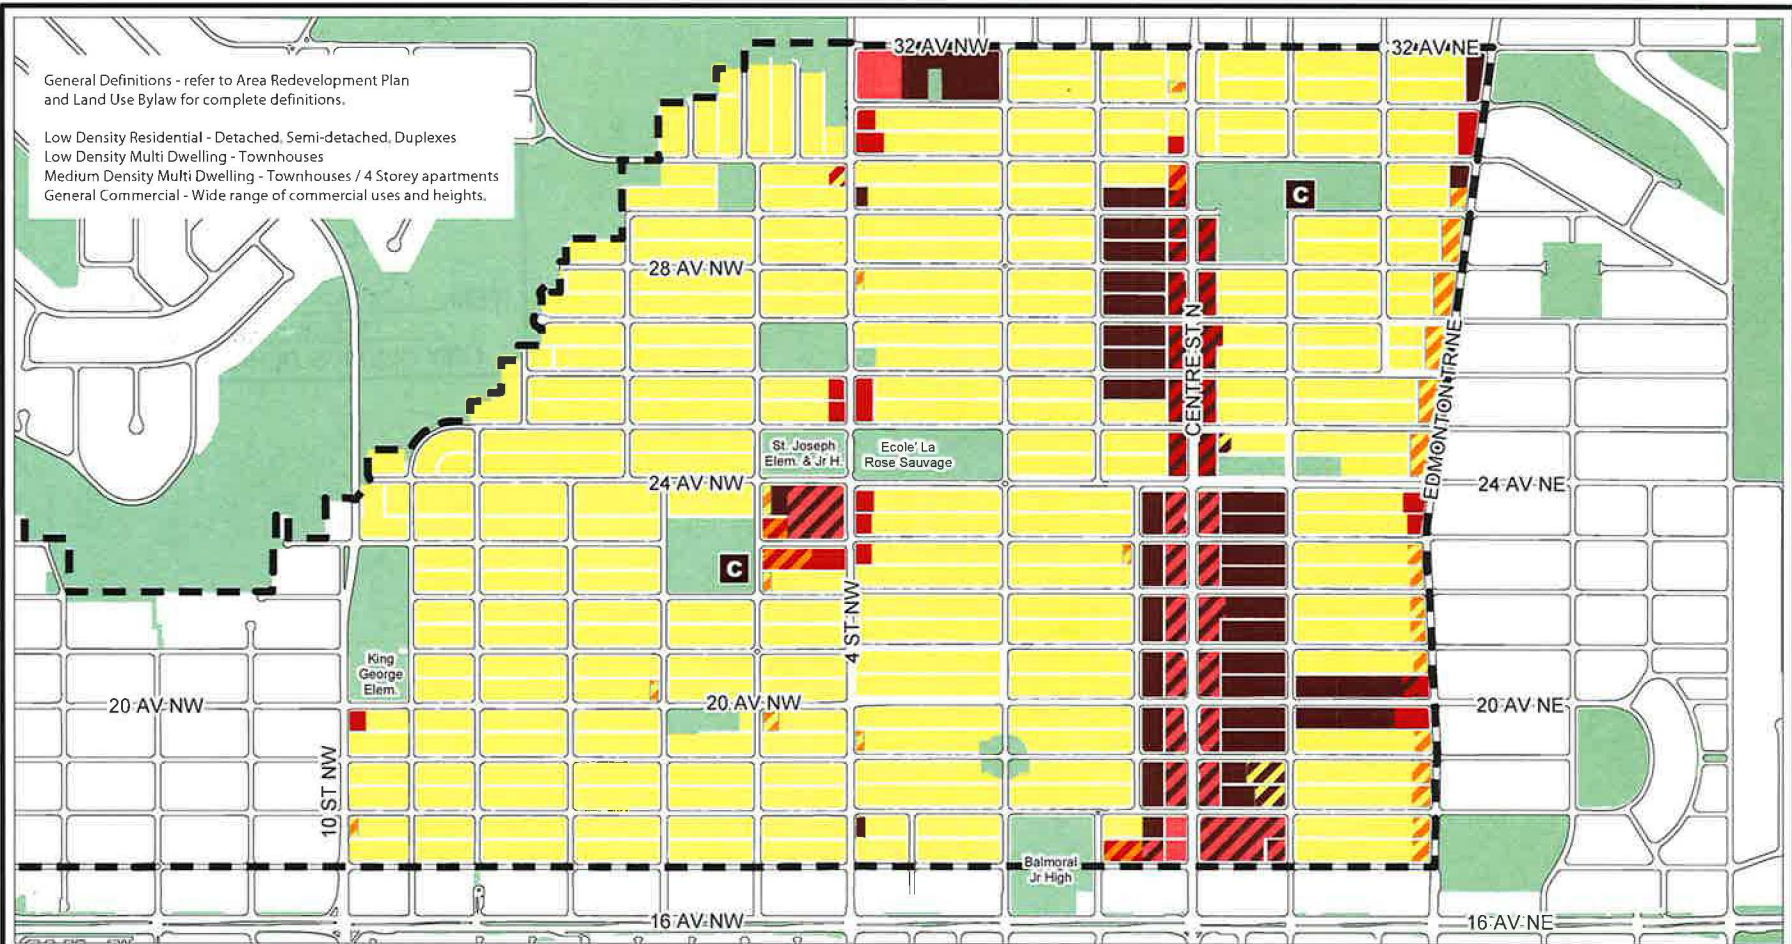 32 AV NW
32 AV NE
General Definitions - refer to Area Redevelopment Plan
and Land Use Bylaw for complete definitions.
Low Density Residential - Detached, Semi-detached, Duplexes
Low Density Multi Dwelling - Townhouses
Medium Density Multi Dwelling - Townhouses / 4 Storey apartments
General Commercial - Wide range of commercial uses and heights.
C
28 AV NW
CENTRE ST N
EDMONTON TR NE
St. Joseph
Elem. & Jr H.
Ecole' La
Rose Sauvage
24 AV NW
24 AV NE
C
4 ST NW
King
George
Elem.
20 AV NW
20 AV NW
20 AV NE
10 ST NW
Balmoral
Jr High
16 AV NW
16 AV NE